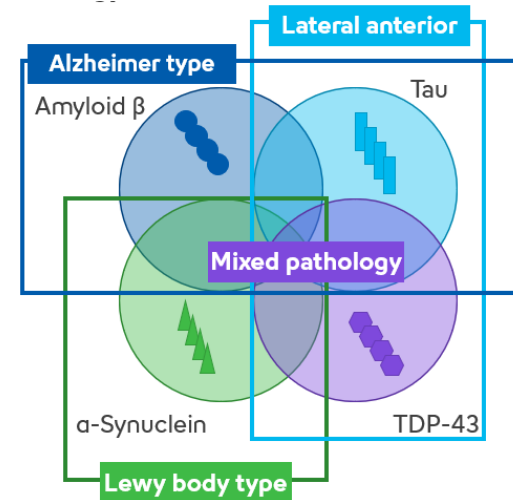 Lateral anterior
Alzheimer type
Amyloid β
Tau
Mixed pathology
α-Synuclein
TDP-43
Lewy body type